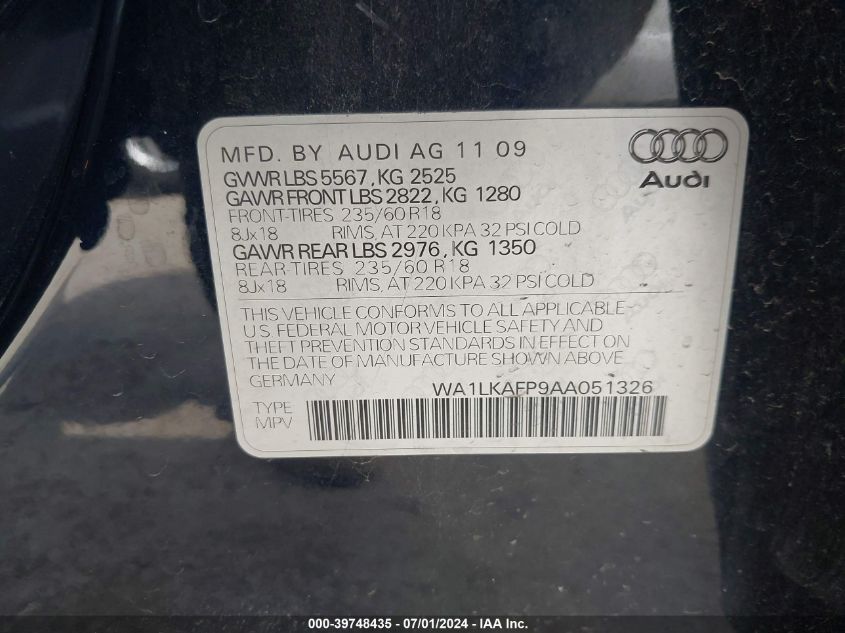 MFD. BY AUDI AG 11 09
GVWR LBS 5567, KG 2525
GAWR FRONT LBS 2822, KG 1280
FRONT-TIRES 235/60 R18
8Jx18 RIMS, AT 220 KPA 32 PSI COLD
GAWR REAR LBS 2976, KG 1350
REAR-TIRES 235/60 R18
8Jx18 RIMS, AT 220 KPA 32 PSI COLD
Audi
THIS VEHICLE CONFORMS TO ALL APPLICABLE
U.S. FEDERAL MOTOR VEHICLE SAFETY AND
THEFT PREVENTION STANDARDS IN EFFECT ON
THE DATE OF MANUFACTURE SHOWN ABOVE
GERMANY
WA1LKAFP9AA051326
TYPE
MPV
000-39748435 - 07/01/2024 - IAA Inc.